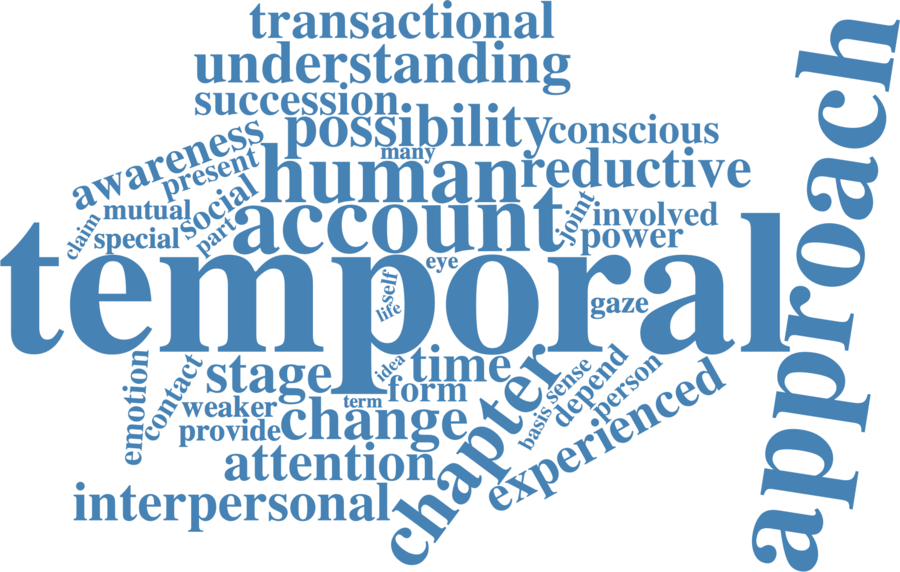 transactional
understanding
succession
possibility
conscious
awareness
many
present
human
reductive
social
mutual
claim
special
part
account
joint
involved
power
eye
temporal
approach
self
life
gaze
emotion
contact
stage
idea
time
form
term
weaker
provide
change
chapter
basis
sense
depend
person
experienced
attention
interpersonal